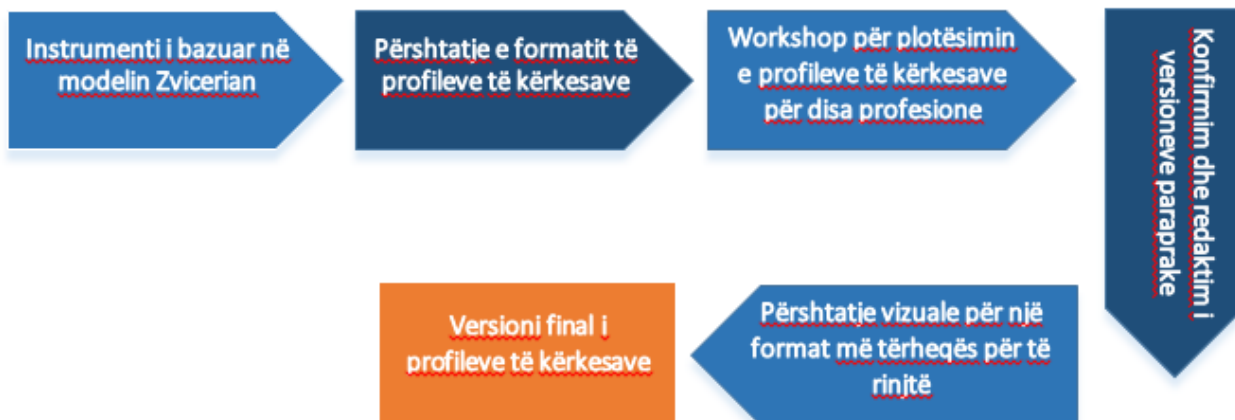 Instrumenti i bazuar në
modelin Zvicerian
Përshtatje e formatit të
profileve të kërkesave
Workshop për plotësimin
e profileve të kërkesave
për disa profesione
Konfirmim dhe redaktim i
versioneve paraprake
Përshtatje vizuale për një
format më tërheqës për të
rinjtë
Versioni final i
profileve të kërkesave